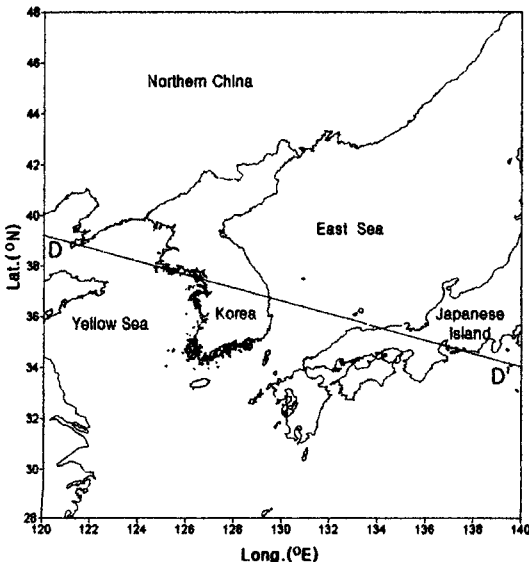 48
46
44
42
40
38
36
34
32
30
28
Lat.(°N)
Northern China
East Sea
D
Yellow Sea
Korea
Japanese
Island
D
120 122 124 126 128 130 132 134 136 138 140
Long.(°E)